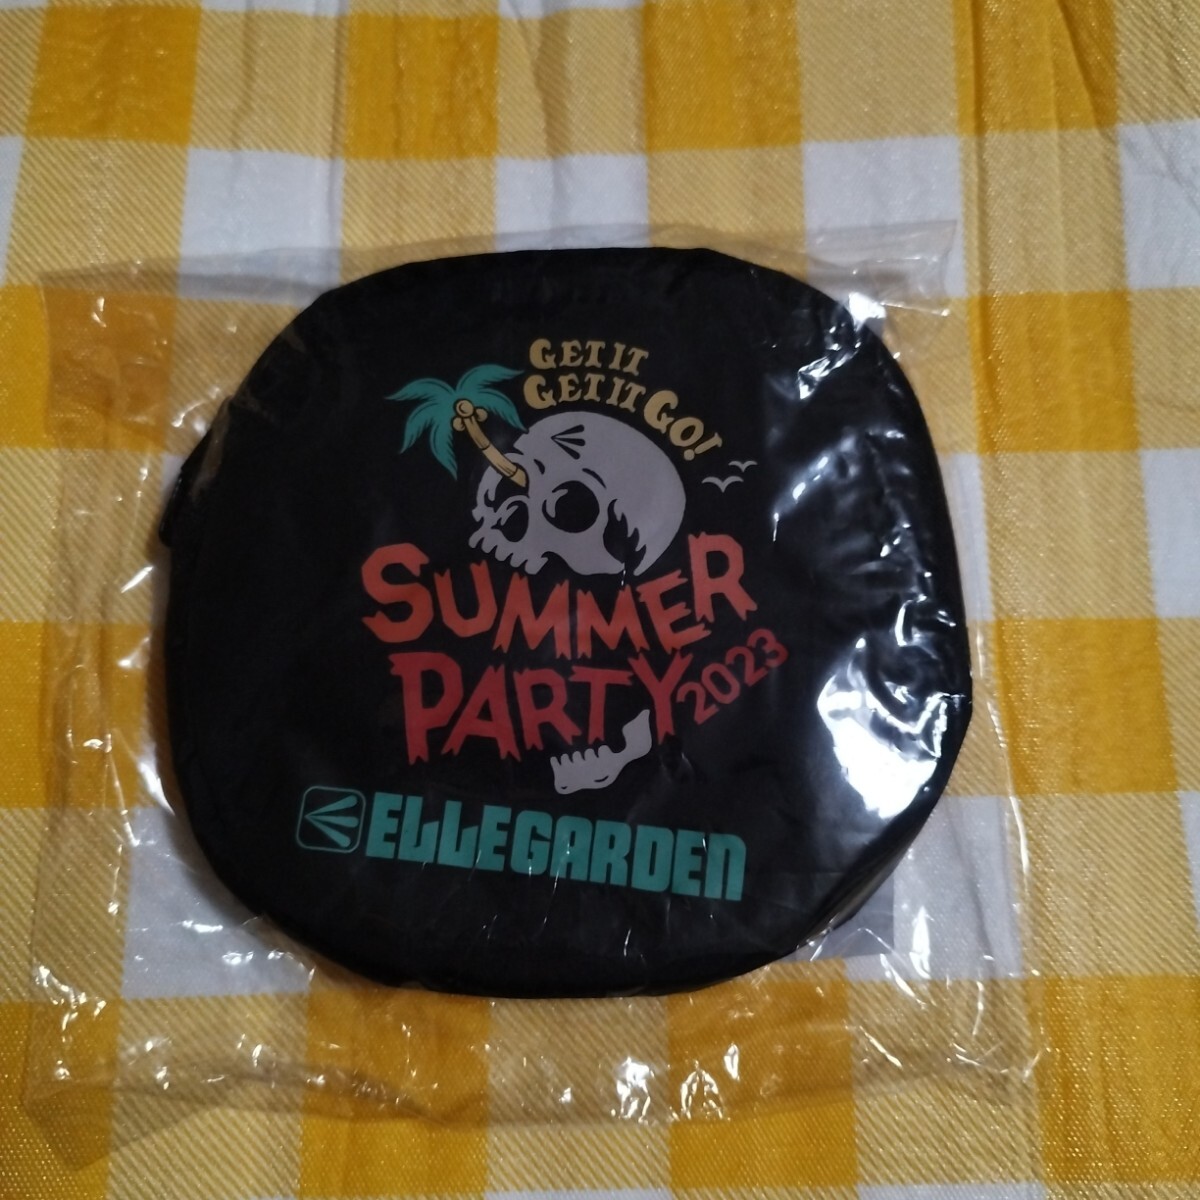 GET IT
GET IT GO!
SUMMER
PARTY 2023
ELLEGARDEN